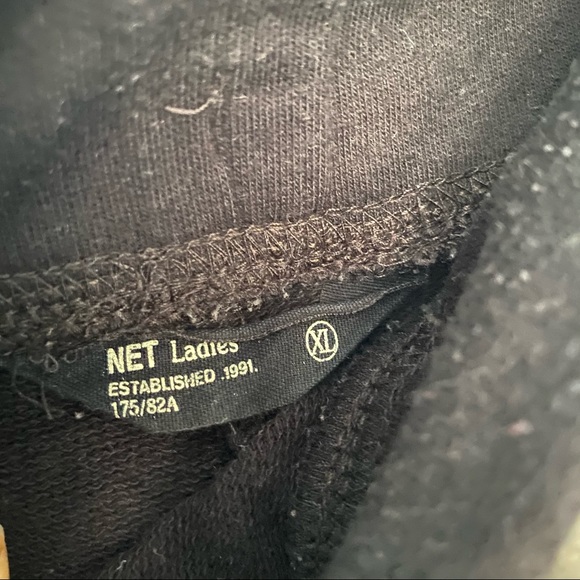 NET Ladies
XL
ESTABLISHED .1991.
175/82A